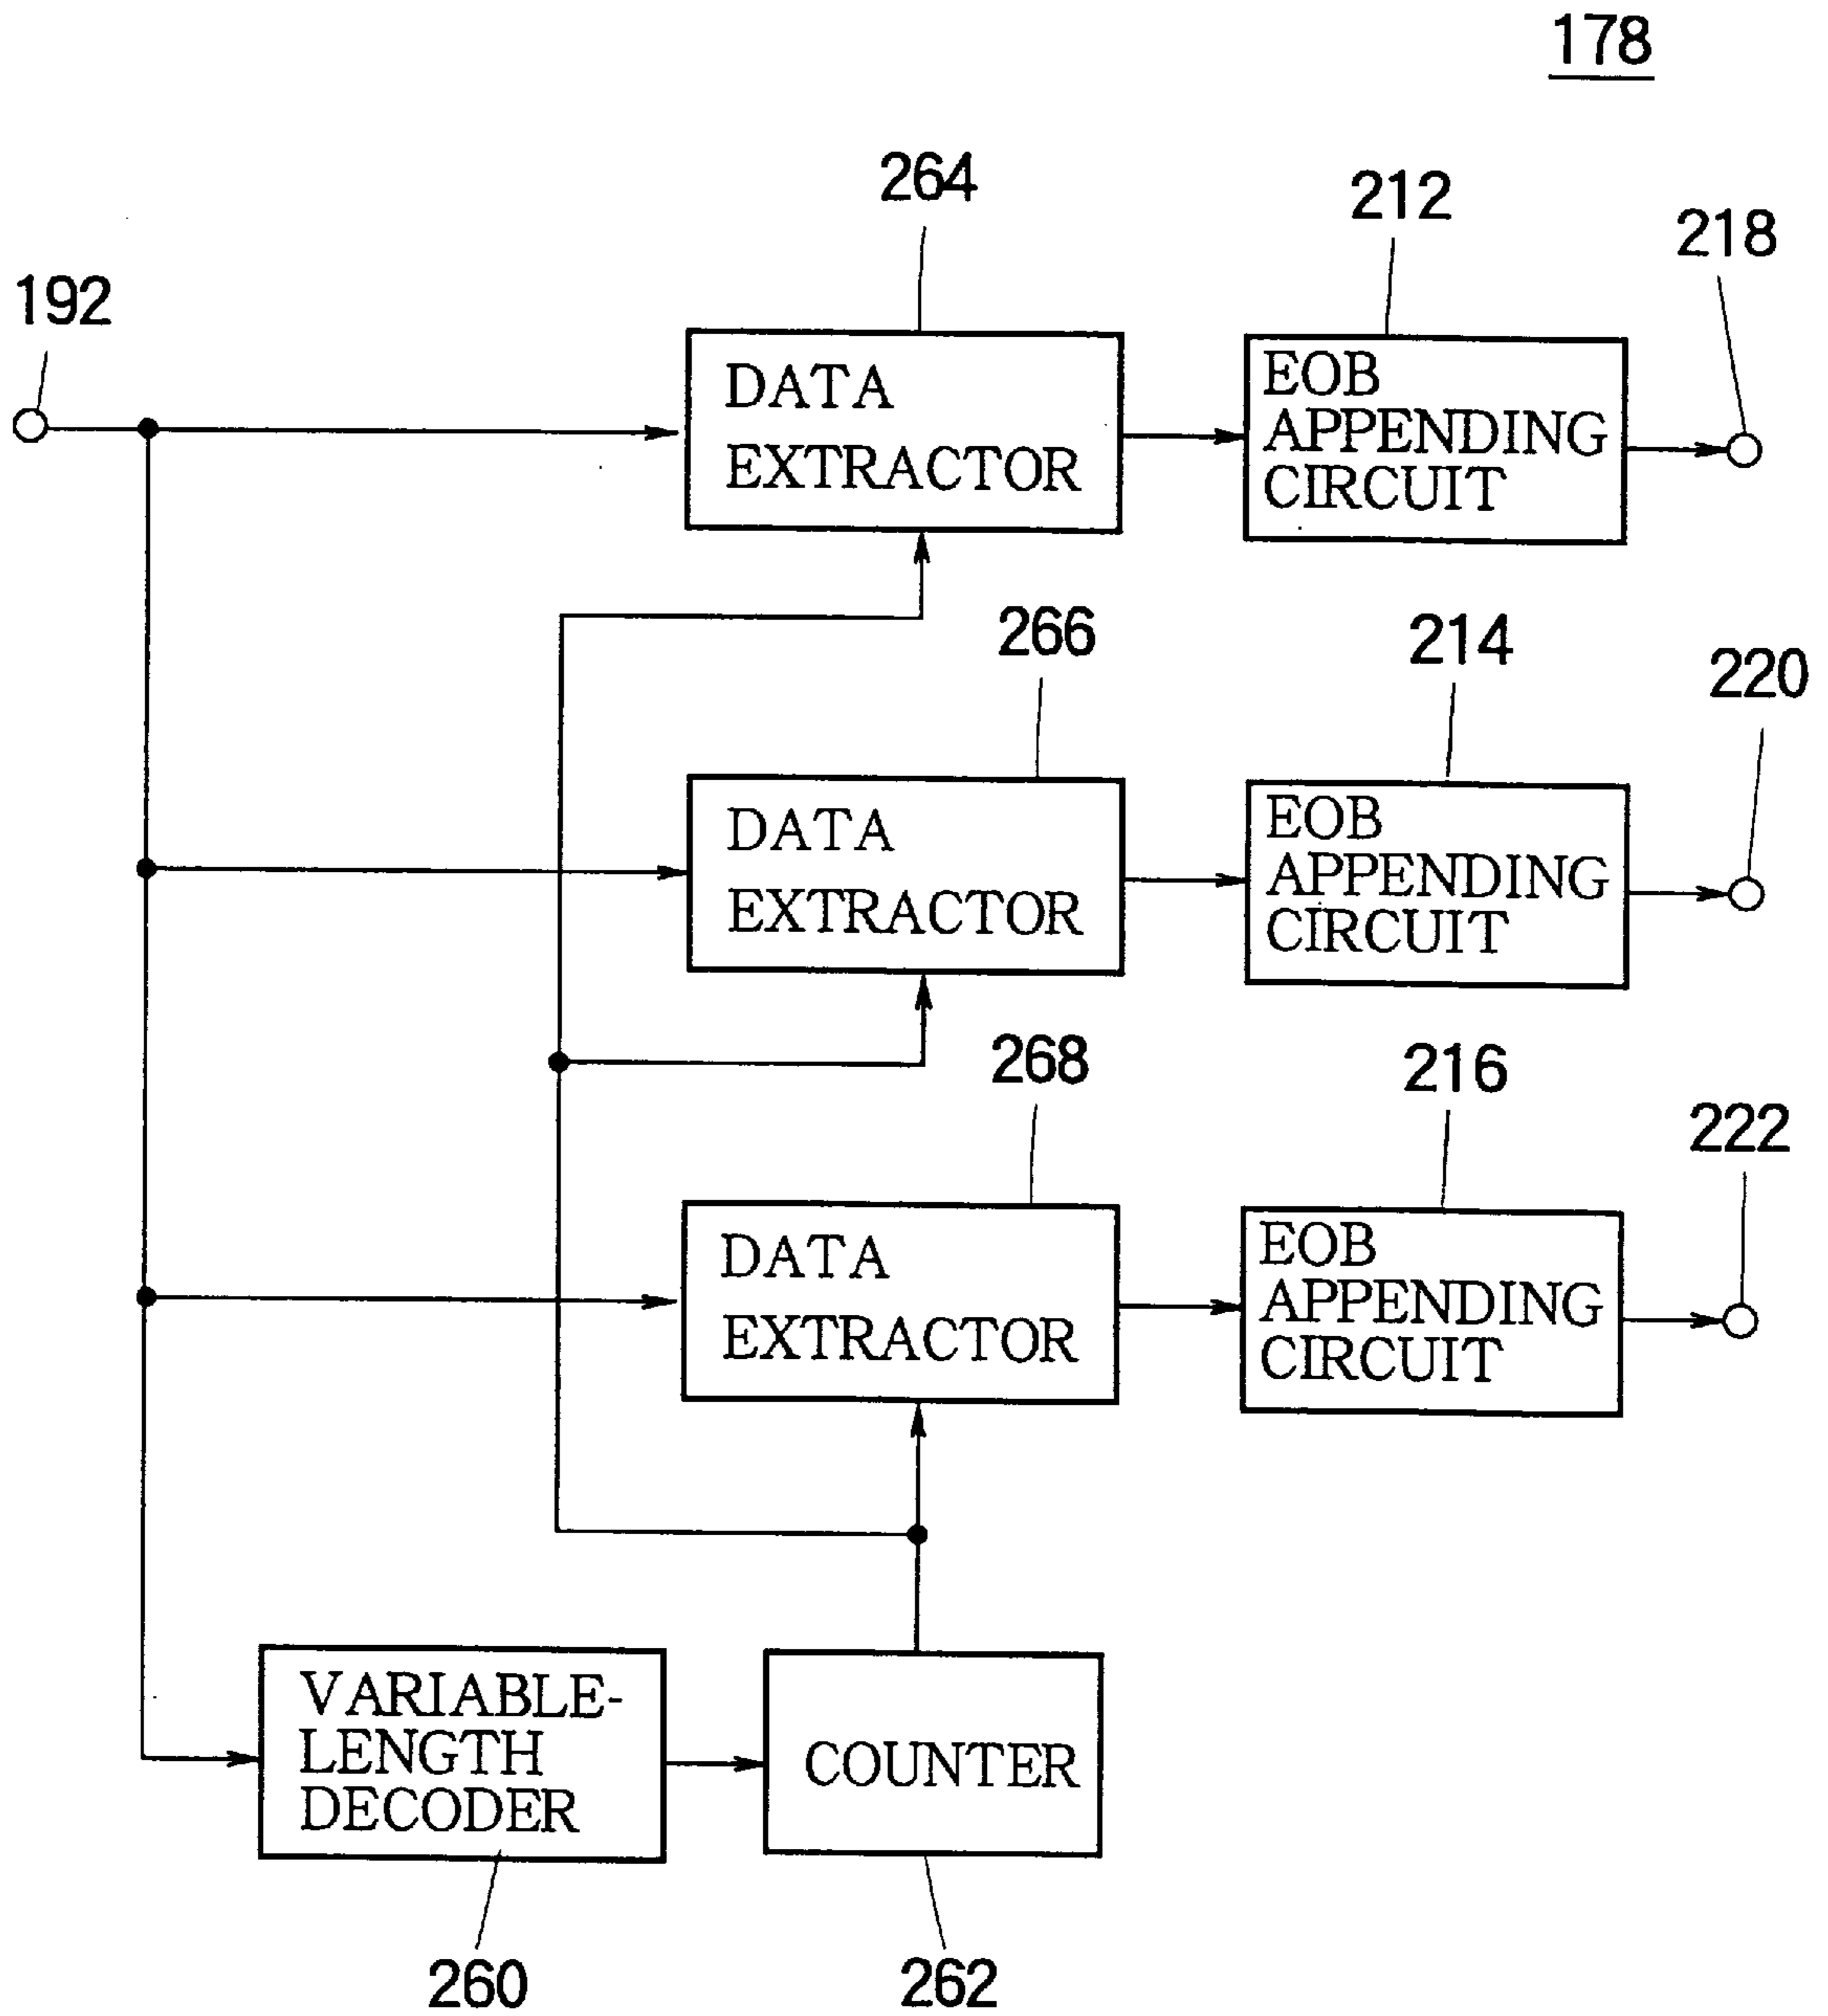 178
264
212
218
192
DATA
EXTRACTOR
EOB
APPENDING
CIRCUIT
266
214
220
DATA
EXTRACTOR
EOB
APPENDING
CIRCUIT
268
216
222
DATA
EXTRACTOR
EOB
APPENDING
CIRCUIT
VARIABLE-
LENGTH
DECODER
COUNTER
260
262